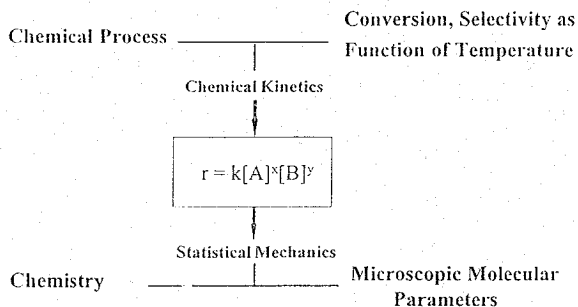 Chemical Process
Conversion, Selectivity as
Function of Temperature
Chemical Kinetics
r = k[A]ˣ[B]ʸ
Statistical Mechanics
Chemistry
Microscopic Molecular
Parameters